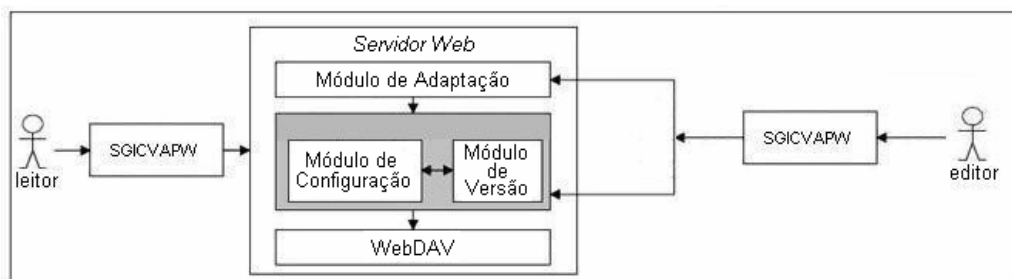 Servidor Web
Módulo de Adaptação
leitor
SGICVAPW
Módulo de
Configuração
Módulo
de
Versão
WebDAV
SGICVAPW
editor